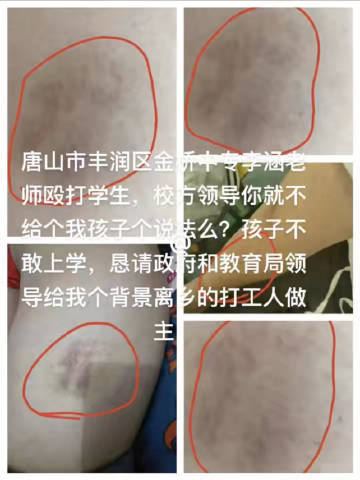 唐山市丰润区金桥中专李涵老
师殴打学生，校方领导你就不
给个我孩子个说法么？孩子不
敢上学，恳请政府和教育局领
导给我个背景离乡的打工人做
主